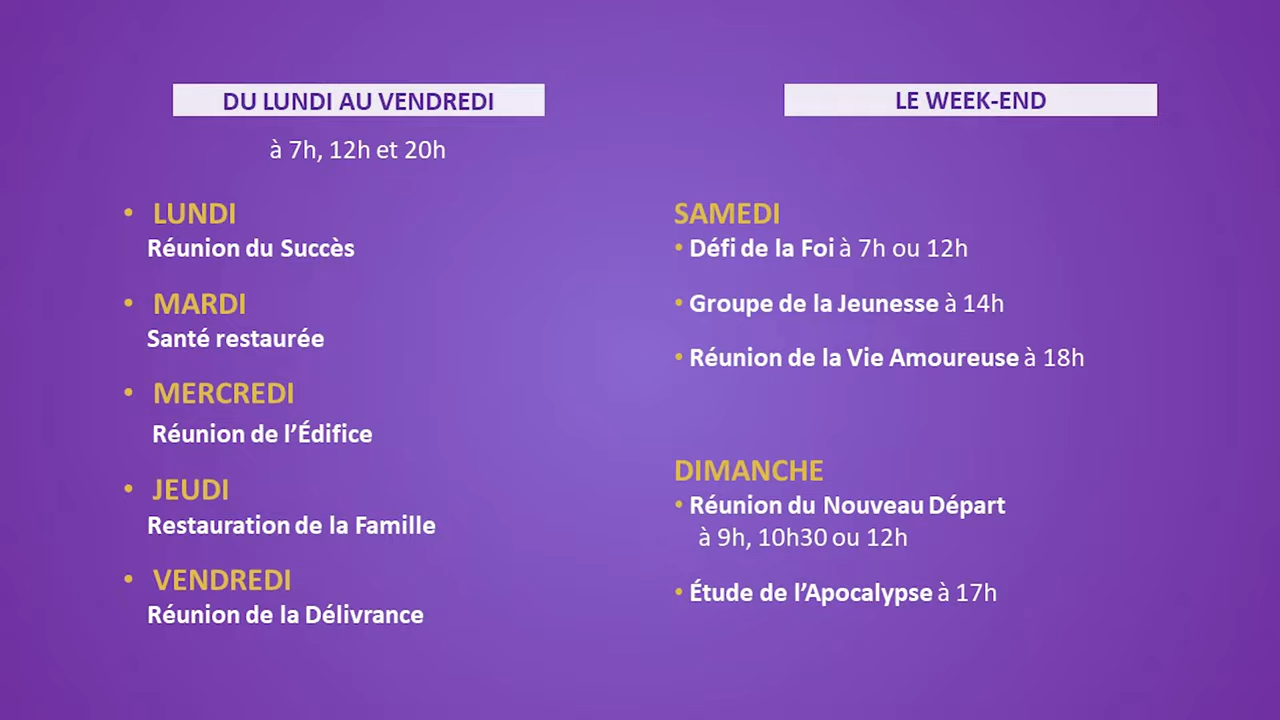 DU LUNDI AU VENDREDI
à 7h, 12h et 20h
• LUNDI
Réunion du Succès
• MARDI
Santé restaurée
• MERCREDI
Réunion de l’Édifice
• JEUDI
Restauration de la Famille
• VENDREDI
Réunion de la Délivrance
LE WEEK-END
SAMEDI
• Défi de la Foi à 7h ou 12h
• Groupe de la Jeunesse à 14h
• Réunion de la Vie Amoureuse à 18h
DIMANCHE
• Réunion du Nouveau Départ
à 9h, 10h30 ou 12h
• Étude de l’Apocalypse à 17h